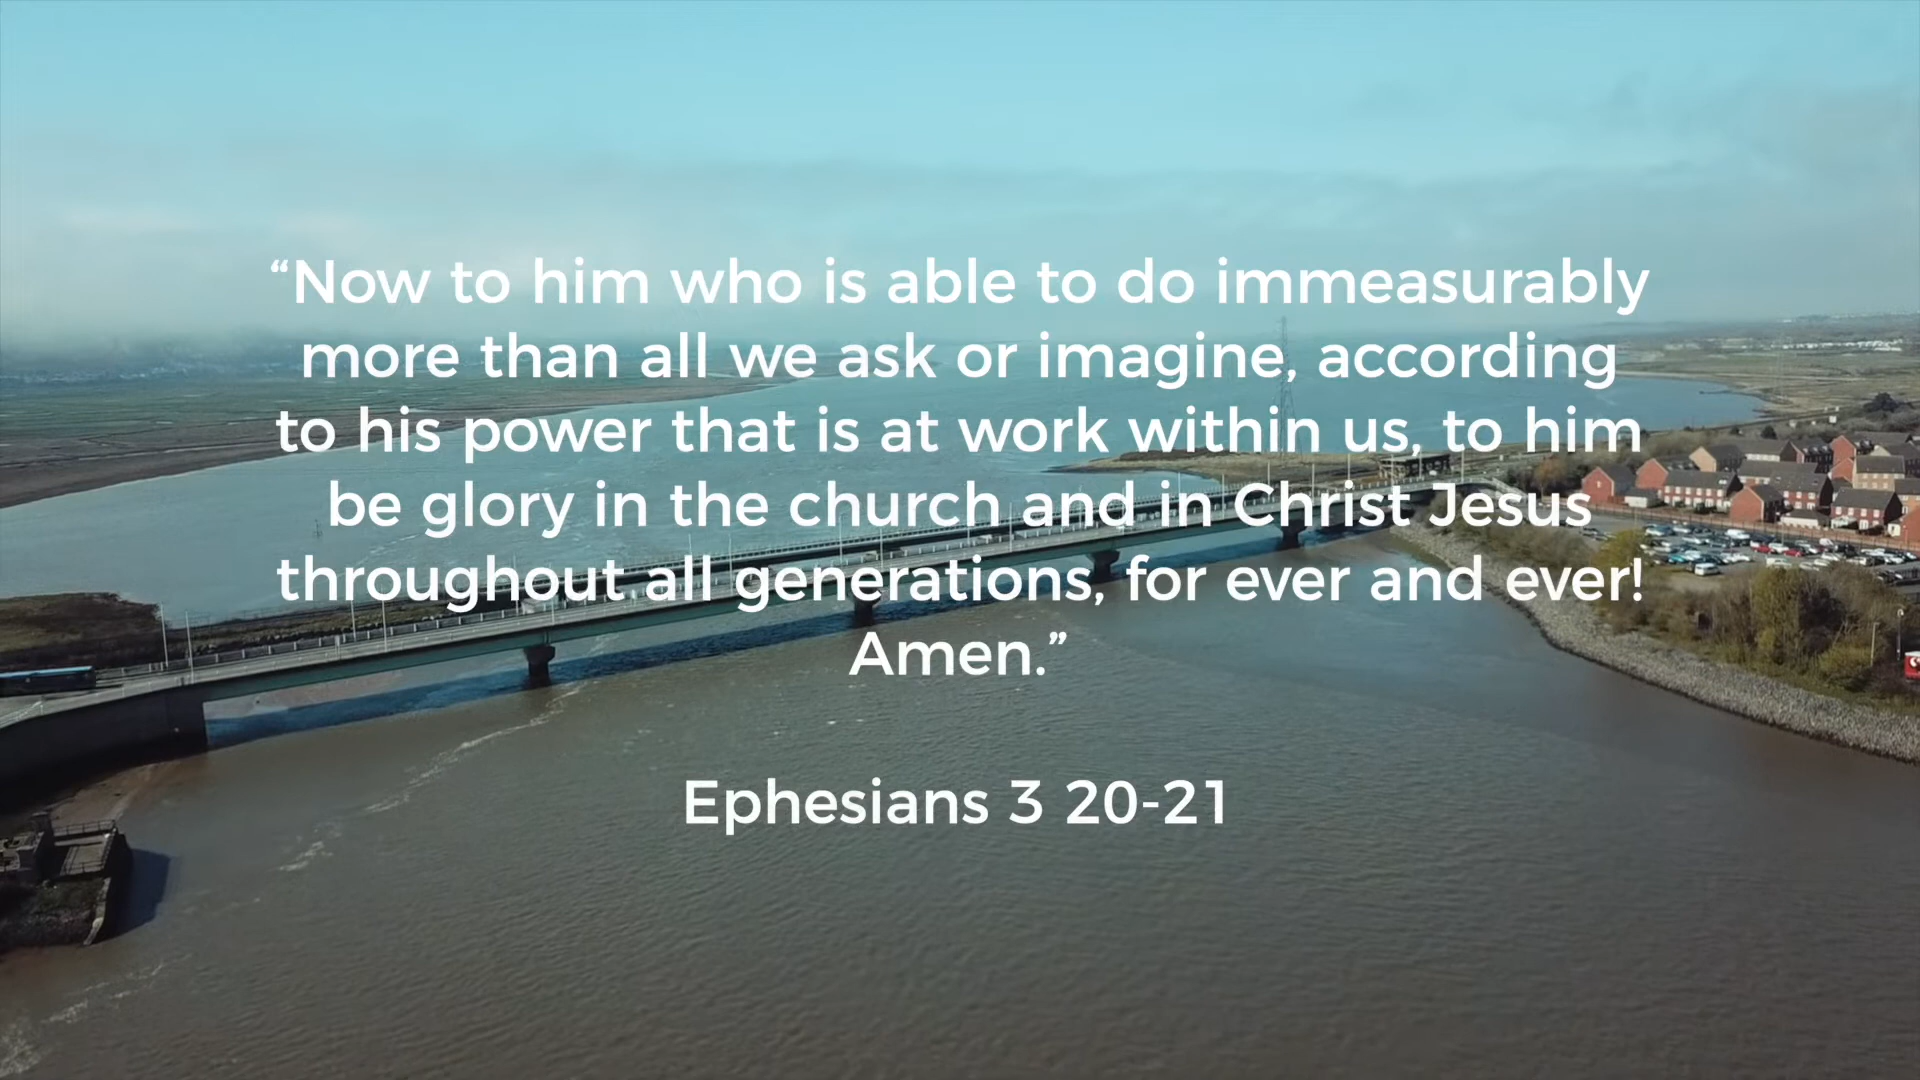 “Now to him who is able to do immeasurably
more than all we ask or imagine, according
to his power that is at work within us, to him
be glory in the church and in Christ Jesus
throughout all generations, for ever and ever!
Amen.”
Ephesians 3 20-21